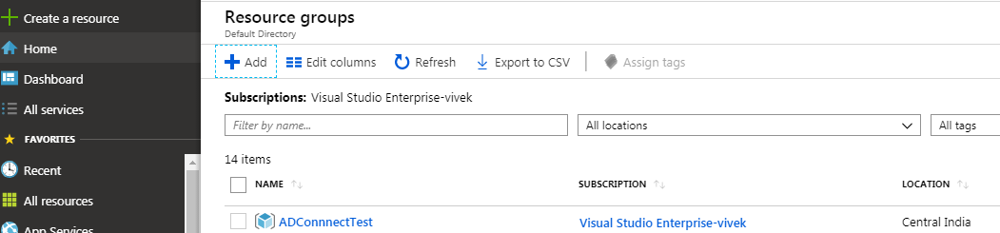 Create a resource
Home
Dashboard
All services
FAVORITES
Recent
All resources
App Services
Resource groups
Default Directory
Add Edit columns Refresh Export to CSV Assign tags
Subscriptions: Visual Studio Enterprise-vivek
Filter by name... All locations All tags
14 items
NAME SUBSCRIPTION LOCATION
ADConnnectTest Visual Studio Enterprise-vivek Central India